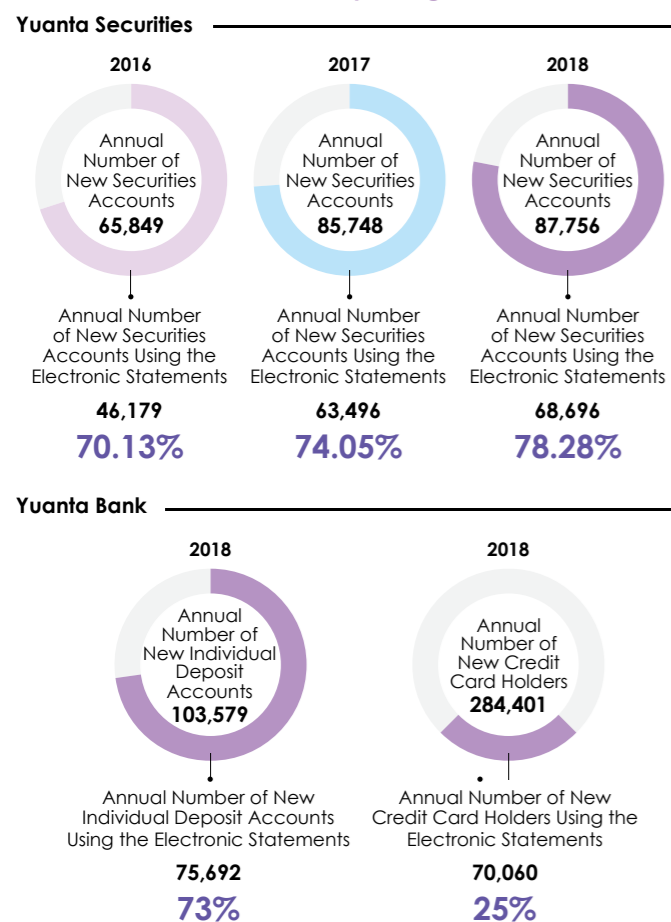 Yuanta Securities
2016
Annual
Number of
New Securities
Accounts
65,849
Annual Number
of New Securities
Accounts Using the
Electronic Statements
46,179
70.13%
2017
Annual
Number of
New Securities
Accounts
85,748
Annual Number
of New Securities
Accounts Using the
Electronic Statements
63,496
74.05%
2018
Annual
Number of
New Securities
Accounts
87,756
Annual Number
of New Securities
Accounts Using the
Electronic Statements
68,696
78.28%
Yuanta Bank
2018
Annual
Number of
New Individual
Deposit
Accounts
103,579
Annual Number of New
Individual Deposit Accounts
Using the Electronic Statements
75,692
73%
2018
Annual
Number of
New Credit
Card Holders
284,401
Annual Number of New
Credit Card Holders Using the
Electronic Statements
70,060
25%